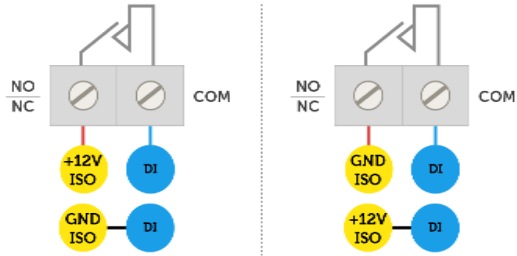 NO
NC
COM
+12V
ISO
DI
GND
ISO
DI
NO
NC
COM
GND
ISO
DI
+12V
ISO
DI